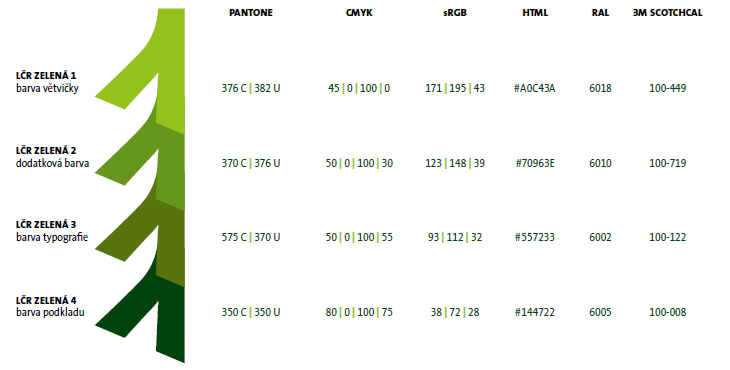 PANTONE CMYK sRGB HTML RAL 3M SCOTCHCAL
LČR ZELENÁ 1
barva větvičky 376 C | 382 U 45 | 0 | 100 | 0 171 | 195 | 43 #A0C43A 6018 100-449
LČR ZELENÁ 2
dodatková barva 370 C | 376 U 50 | 0 | 100 | 30 123 | 148 | 39 #70963E 6010 100-719
LČR ZELENÁ 3
barva typografie 575 C | 370 U 50 | 0 | 100 | 55 93 | 112 | 32 #557233 6002 100-122
LČR ZELENÁ 4
barva podkladu 350 C | 350 U 80 | 0 | 100 | 75 38 | 72 | 28 #144722 6005 100-008